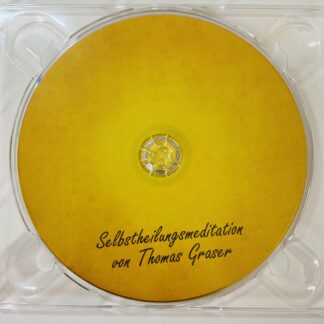 Selbstheilungsmeditation
von Thomas Graser